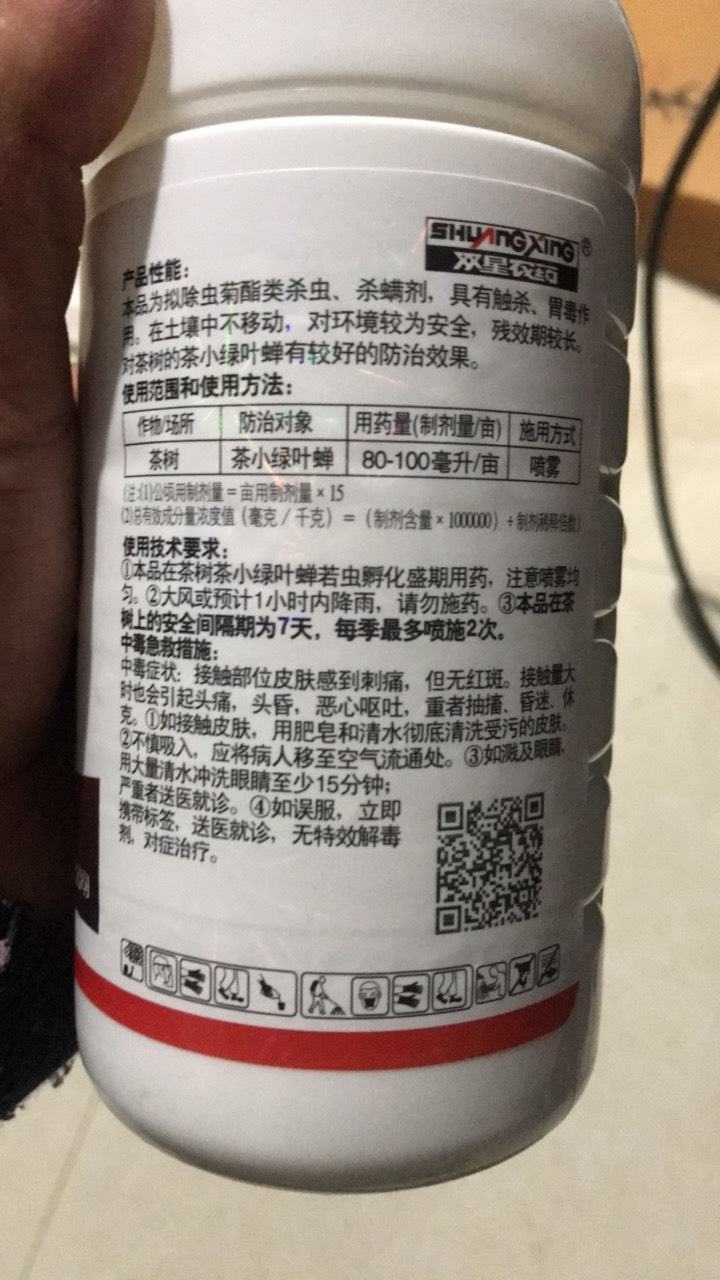 SHUANGXING®
双星农药
产品性能：
本品为拟除虫菊酯类杀虫、杀螨剂，具有触杀、胃毒作
用。在土壤中不移动，对环境较为安全，残效期较长。
对茶树的茶小绿叶蝉有较好的防治效果。
使用范围和使用方法：
作物/场所 防治对象 用药量(制剂量/亩) 施用方式
茶树 茶小绿叶蝉 80-100毫升/亩 喷雾
(注:(1)公顷用制剂量＝亩用制剂量×15
(2)总有效成分量浓度值（毫克／千克）＝（制剂含量×1000000）÷制剂稀释倍数)
使用技术要求：
①本品在茶树茶小绿叶蝉若虫孵化盛期用药，注意喷雾均
匀。②大风或预计1小时内降雨，请勿施药。③本品在茶
树上的安全间隔期为7天，每季最多喷施2次。
中毒急救措施：
中毒症状：接触部位皮肤感到刺痛，但无红斑。接触量大
时也会引起头痛，头昏，恶心呕吐，重者抽搐、昏迷、休
克。①如接触皮肤，用肥皂和清水彻底清洗受污的皮肤。
②不慎吸入，应将病人移至空气流通处。③如溅及眼睛，
用大量清水冲洗眼睛至少15分钟；
严重者送医就诊。④如误服，立即
携带标签，送医就诊，无特效解毒
剂，对症治疗。